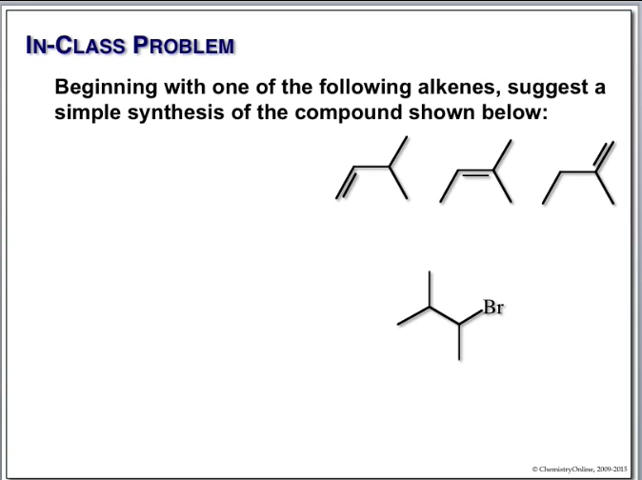 IN-CLASS PROBLEM
Beginning with one of the following alkenes, suggest a
simple synthesis of the compound shown below:
Br
© ChemistryOnline, 2009-2015